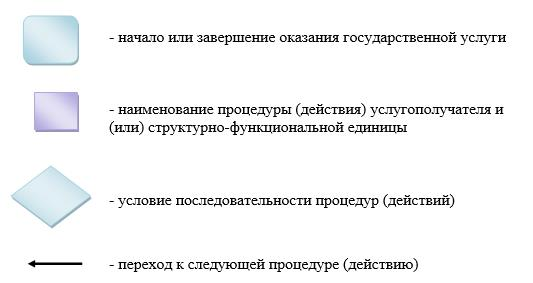 - начало или завершение оказания государственной услуги
- наименование процедуры (действия) услугополучателя и
(или) структурно-функциональной единицы
- условие последовательности процедур (действий)
- переход к следующей процедуре (действию)